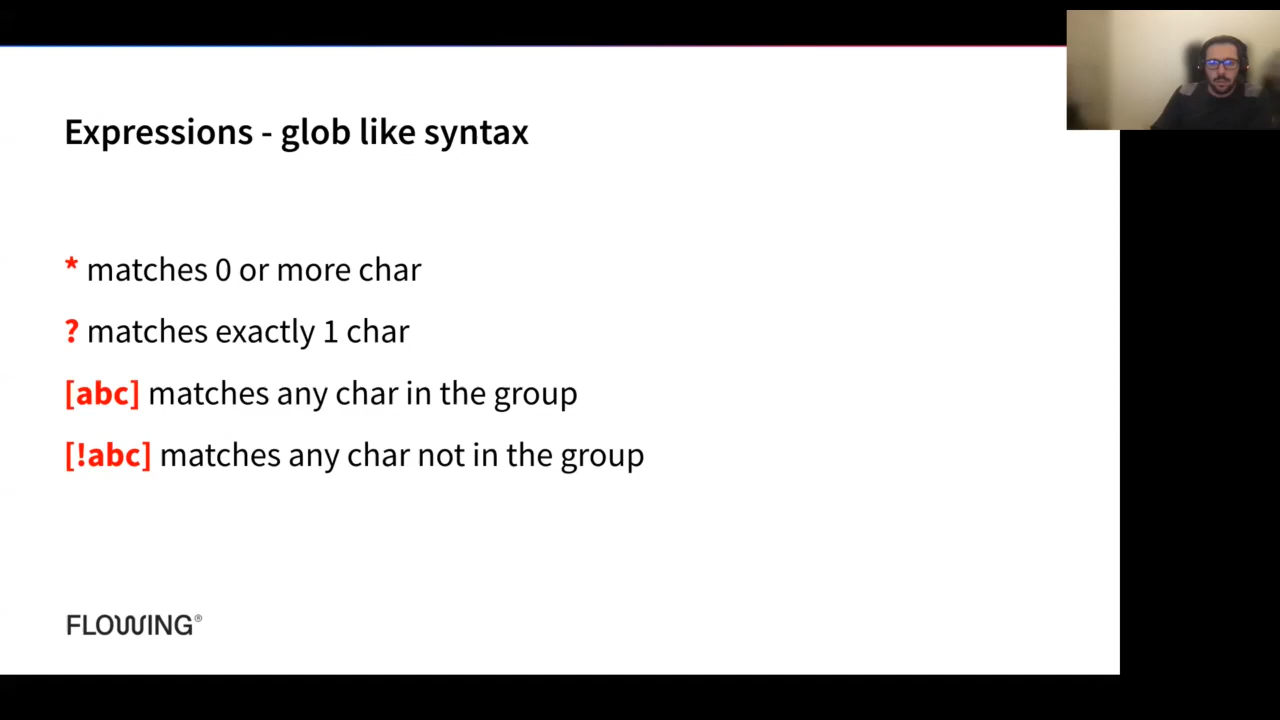 Expressions - glob like syntax
* matches 0 or more char
? matches exactly 1 char
[abc] matches any char in the group
[!abc] matches any char not in the group
FLOWING®